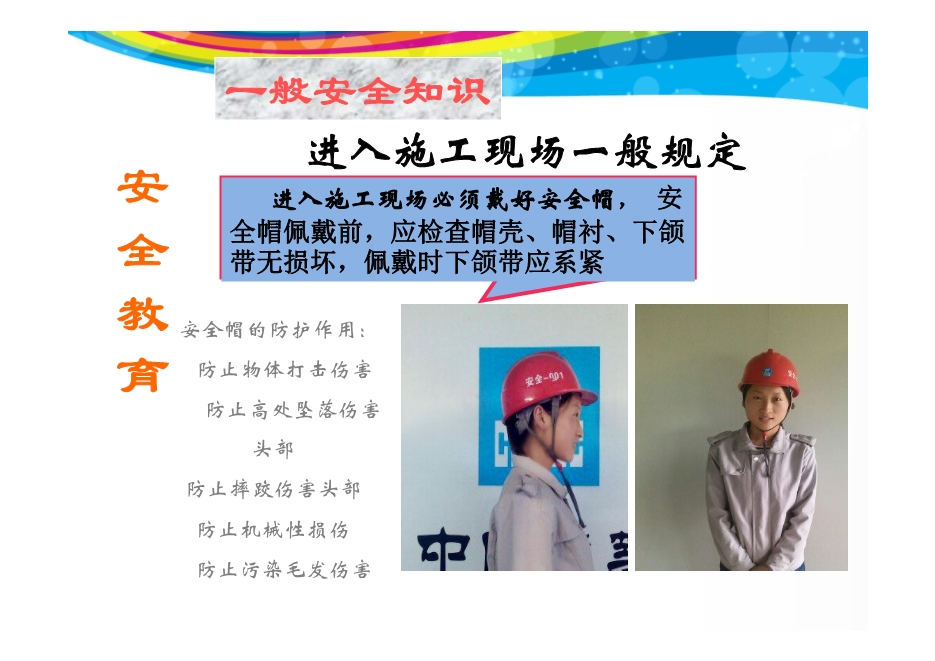 一般安全知识
进入施工现场一般规定
安全教育
进入施工现场必须戴好安全帽， 安
全帽佩戴前，应检查帽壳、帽衬、下颌
带无损坏，佩戴时下颌带应系紧
安全帽的防护作用：
防止物体打击伤害
防止高处坠落伤害
头部
防止摔跤伤害头部
防止机械性损伤
防止污染毛发伤害
安全-001
中